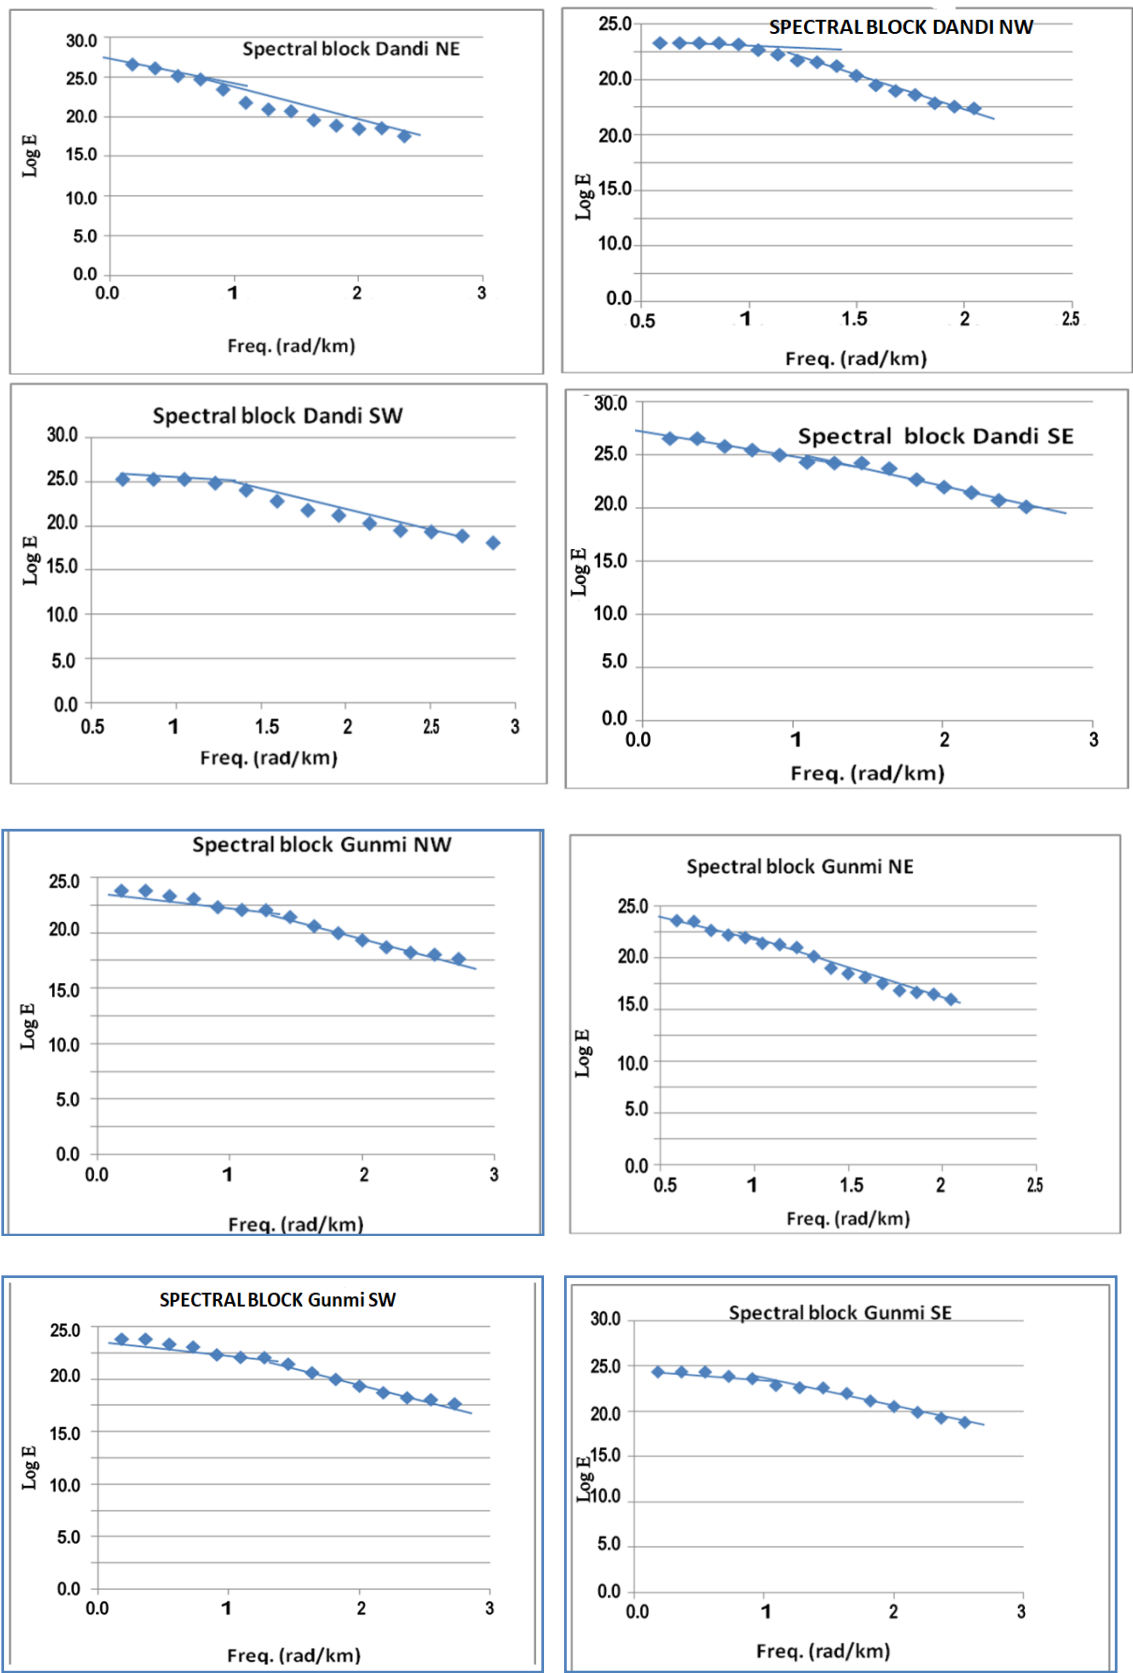 Spectral block Dandi NE
30.0
25.0
20.0
15.0
10.0
5.0
0.0
Log E
0.0 1 2 3
Freq. (rad/km)
SPECTRAL BLOCK DANDI NW
25.0
20.0
20.0
15.0
10.0
0.0
Log E
0.5 1 1.5 2 2.5
Freq. (rad/km)
Spectral block Dandi SW
30.0
25.0
20.0
15.0
10.0
5.0
0.0
Log E
0.5 1 1.5 2 2.5 3
Freq. (rad/km)
Spectral block Dandi SE
30.0
25.0
20.0
15.0
10.0
5.0
0.0
Log E
0.0 1 2 3
Freq. (rad/km)
Spectral block Gunmi NW
25.0
20.0
15.0
10.0
5.0
0.0
Log E
0.0 1 2 3
Freq. (rad/km)
Spectral block Gunmi NE
25.0
20.0
15.0
10.0
5.0
0.0
Log E
0.5 1 1.5 2 2.5
Freq. (rad/km)
SPECTRAL BLOCK Gunmi SW
25.0
20.0
15.0
10.0
5.0
0.0
Log E
0.0 1 2 3
Freq. (rad/km)
Spectral block Gunmi SE
30.0
25.0
20.0
15.0
10.0
5.0
0.0
Log E
0.0 1 2 3
Freq. (rad/km)